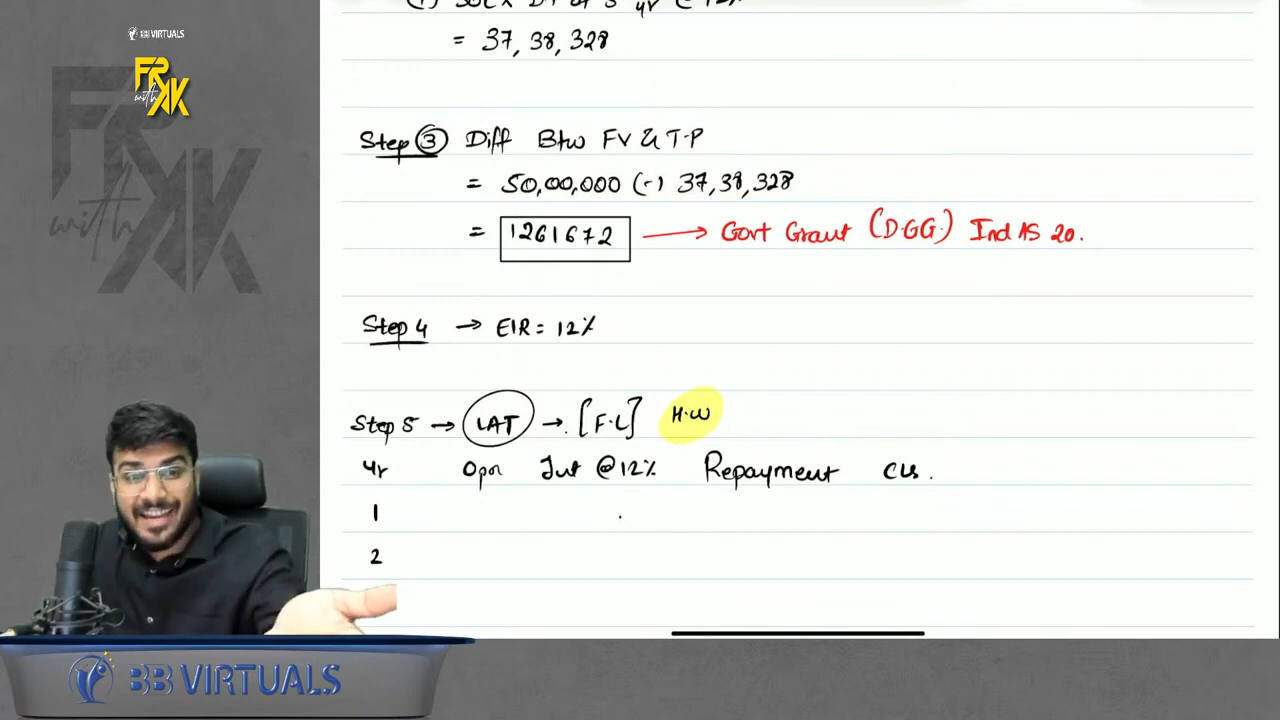 BB VIRTUALS
FR
with
KK
= 37, 38, 328
Step ③ Diff Btw FV & T.P
= 50,00,000 (-) 37,38,328
= 1261672 → Govt Grant (D.G.G.) Ind AS 20.
Step 4 → EIR = 12%
Step 5 → LAT → [F.L] H.W
Yr Opn Int @12% Repayment cls.
1
2
BB VIRTUALS